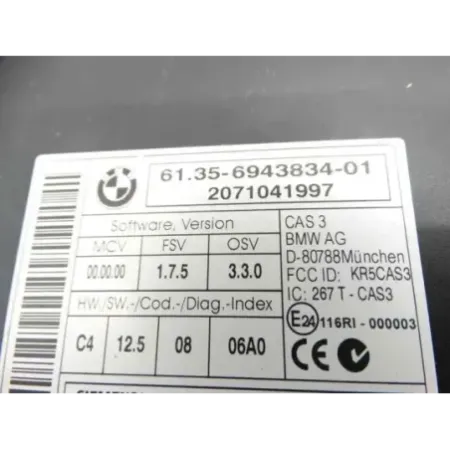 BMW
61.35-6943834-01
2071041997
Software, Version
MCV FSV OSV
00.00.00 1.7.5 3.3.0
HW./SW.-/Cod.-/Diag.-Index
C4 12.5 08 06A0
CAS 3
BMW AG
D-80788München
FCC ID: KR5CAS3
IC: 267 T - CAS3
E24 116RI - 000003